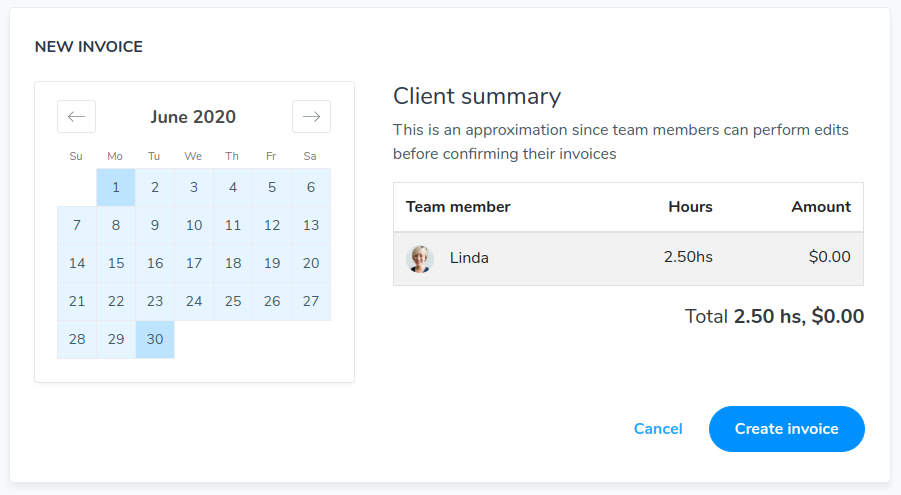 NEW INVOICE
June 2020
Su Mo Tu We Th Fr Sa
1 2 3 4 5 6
7 8 9 10 11 12 13
14 15 16 17 18 19 20
21 22 23 24 25 26 27
28 29 30
Client summary
This is an approximation since team members can perform edits
before confirming their invoices
Team member Hours Amount
Linda 2.50hs $0.00
Total 2.50 hs, $0.00
Cancel Create invoice